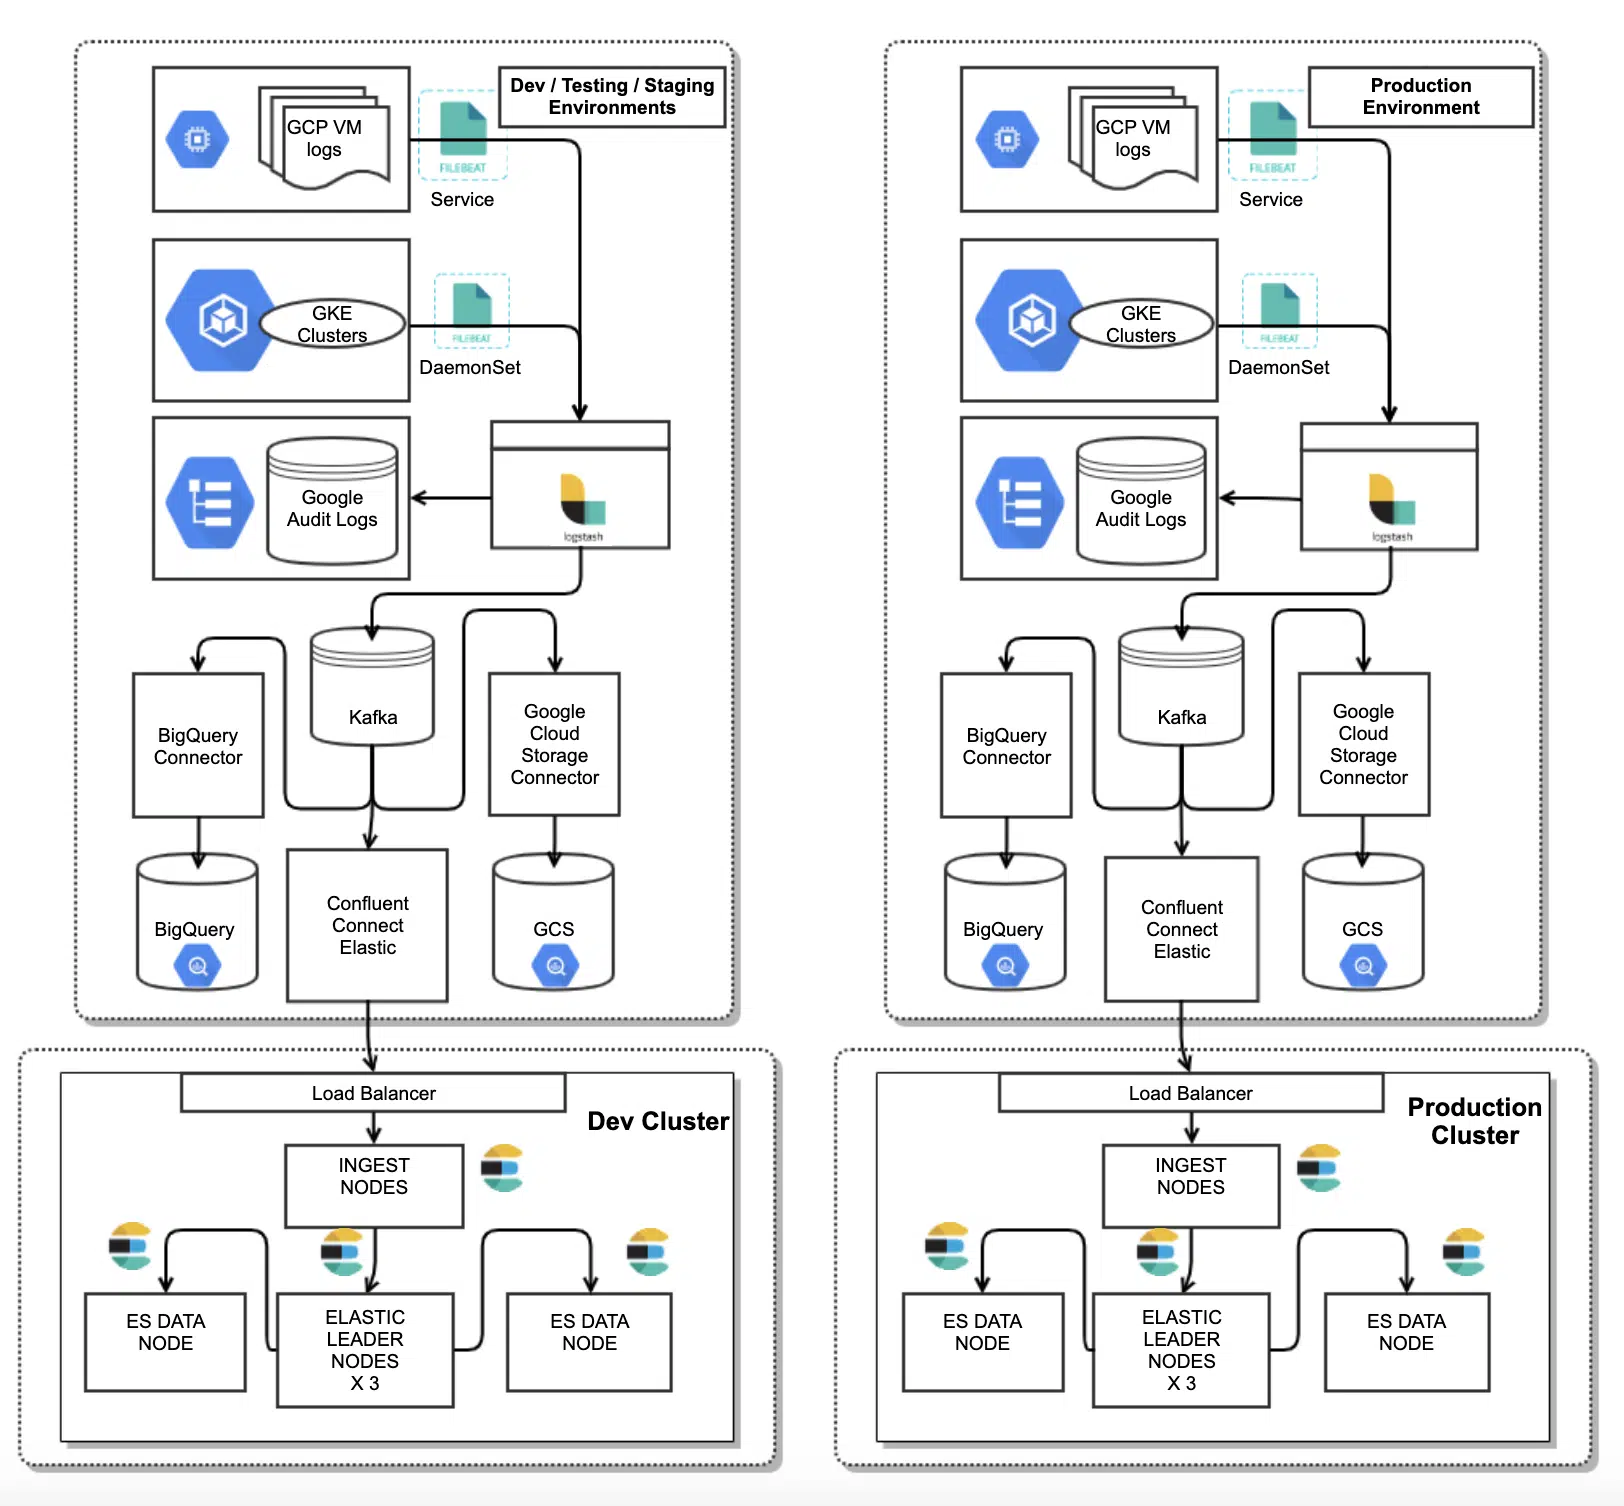 Dev / Testing / Staging
Environments
GCP VM
logs
FILEBEAT
Service
GKE
Clusters
FILEBEAT
DaemonSet
Google
Audit Logs
logstash
Kafka
BigQuery
Connector
Google
Cloud
Storage
Connector
BigQuery
Confluent
Connect
Elastic
GCS
Load Balancer
Dev Cluster
INGEST
NODES
ES DATA
NODE
ELASTIC
LEADER
NODES
X 3
ES DATA
NODE
Production
Environment
GCP VM
logs
FILEBEAT
Service
GKE
Clusters
FILEBEAT
DaemonSet
Google
Audit Logs
logstash
Kafka
BigQuery
Connector
Google
Cloud
Storage
Connector
BigQuery
Confluent
Connect
Elastic
GCS
Load Balancer
Production
Cluster
INGEST
NODES
ES DATA
NODE
ELASTIC
LEADER
NODES
X 3
ES DATA
NODE